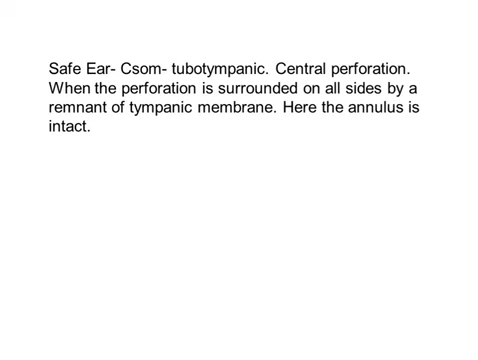 Safe Ear- Csom- tubotympanic. Central perforation.
When the perforation is surrounded on all sides by a
remnant of tympanic membrane. Here the annulus is
intact.